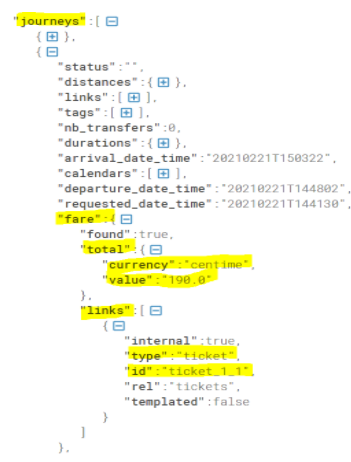 "journeys":[
{ },
{
"status":"",
"distances":{ },
"links":[ ],
"tags":[ ],
"nb_transfers":0,
"durations":{ },
"arrival_date_time":"20210221T150322",
"calendars":[ ],
"departure_date_time":"20210221T144802",
"requested_date_time":"20210221T144130",
"fare":{
"found":true,
"total":{
"currency":"centime",
"value":"190.0"
},
"links":[
{
"internal":true,
"type":"ticket",
"id":"ticket_1_1",
"rel":"tickets",
"templated":false
}
]
},